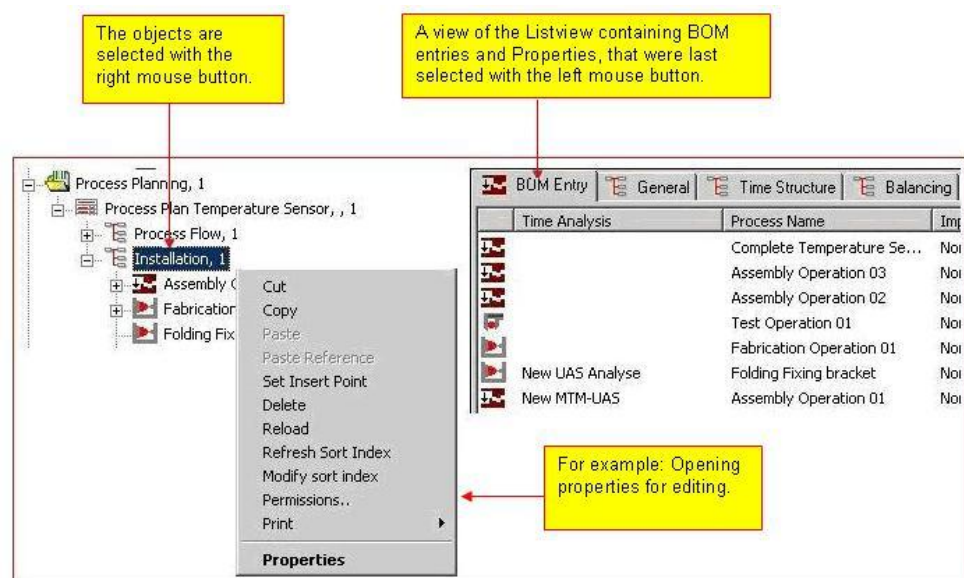 The objects are
selected with the
right mouse button.
A view of the Listview containing BOM
entries and Properties, that were last
selected with the left mouse button.
Process Planning, 1
Process Plan Temperature Sensor, , 1
Process Flow, 1
Installation, 1
Assembly
Fabrication
Folding Fix
Cut
Copy
Paste
Paste Reference
Set Insert Point
Delete
Reload
Refresh Sort Index
Modify sort index
Permissions..
Print
Properties
BOM Entry General Time Structure Balancing
Time Analysis Process Name Imp
Complete Temperature Se... Nor
Assembly Operation 03 Nor
Assembly Operation 02 Nor
Test Operation 01 Nor
Fabrication Operation 01 Nor
New UAS Analyse Folding Fixing bracket Nor
New MTM-UAS Assembly Operation 01 Nor
For example: Opening
properties for editing.